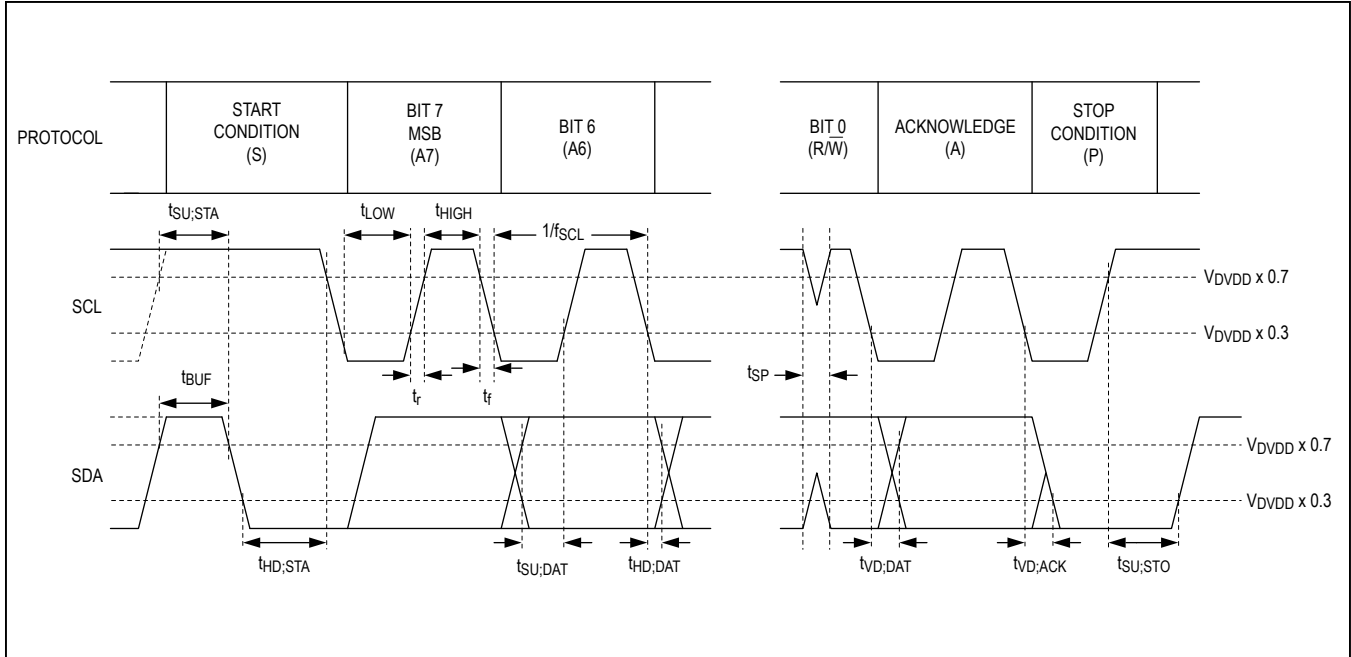 PROTOCOL
START
CONDITION
(S)
BIT 7
MSB
(A7)
BIT 6
(A6)
BIT 0
(R/W̅)
ACKNOWLEDGE
(A)
STOP
CONDITION
(P)
tSU;STA
tLOW
tHIGH
1/fSCL
SCL
VDVDD x 0.7
VDVDD x 0.3
tBUF
tr
tf
tSP
SDA
VDVDD x 0.7
VDVDD x 0.3
tHD;STA
tSU;DAT
tHD;DAT
tVD;DAT
tVD;ACK
tSU;STO